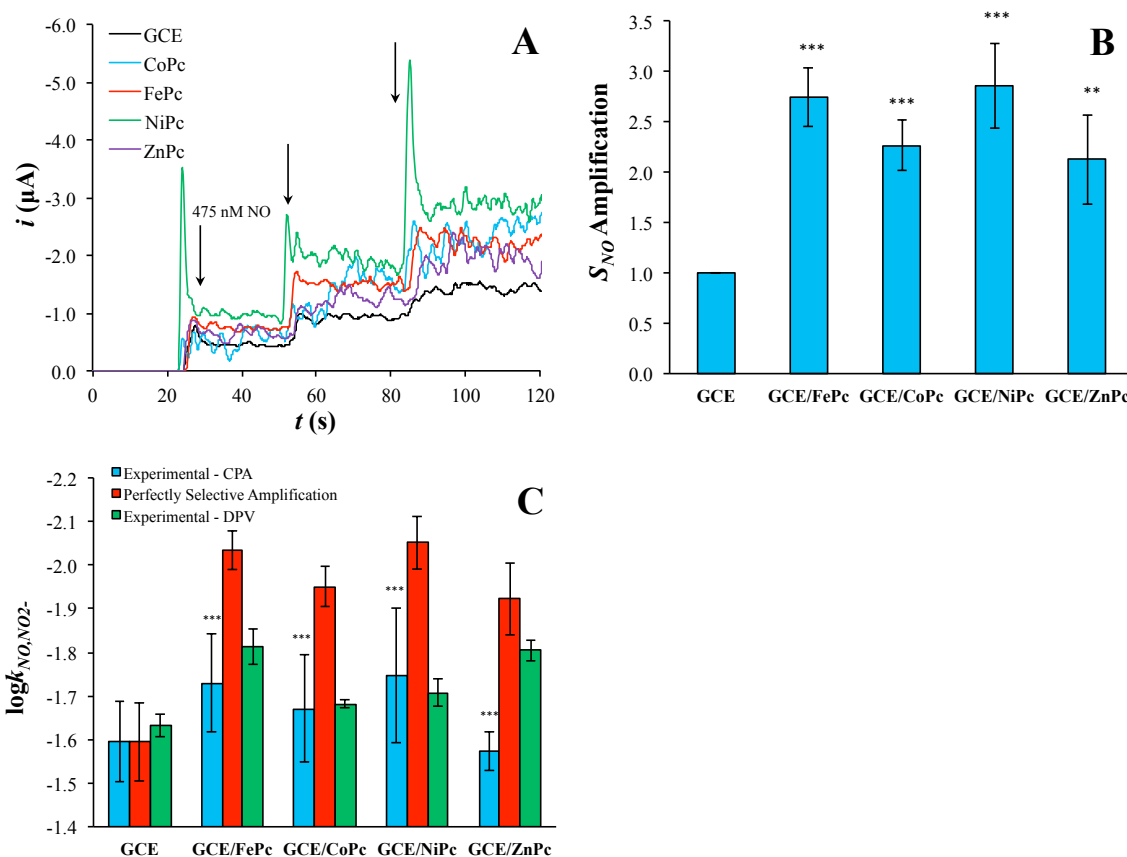 A
GCE
CoPc
FePc
NiPc
ZnPc
475 nM NO
i (μA)
-6.0
-5.0
-4.0
-3.0
-2.0
-1.0
0.0
0 20 40 60 80 100 120
t (s)
B
S_NO Amplification
3.5
3.0
2.5
2.0
1.5
1.0
0.5
0.0
*** *** *** **
GCE GCE/FePc GCE/CoPc GCE/NiPc GCE/ZnPc
C
Experimental - CPA
Perfectly Selective Amplification
Experimental - DPV
logk_NO,NO2-
-2.2
-2.1
-2.0
-1.9
-1.8
-1.7
-1.6
-1.5
-1.4
*** *** *** ***
GCE GCE/FePc GCE/CoPc GCE/NiPc GCE/ZnPc